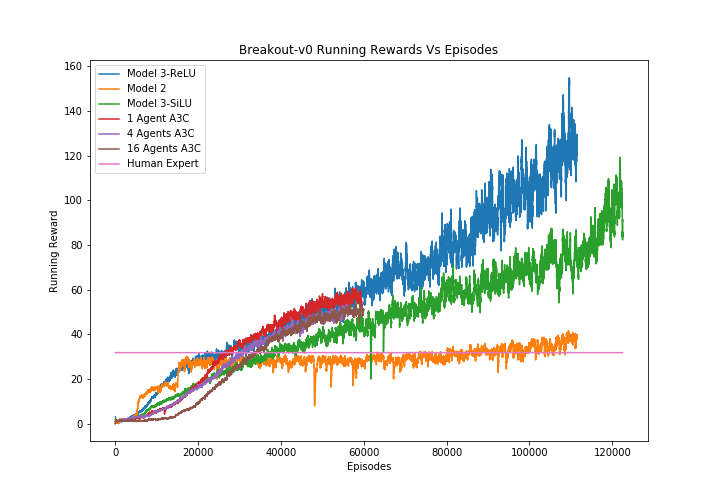 Breakout-v0 Running Rewards Vs Episodes
160
140
120
100
80
60
40
20
0
Running Reward
Model 3-ReLU
Model 2
Model 3-SiLU
1 Agent A3C
4 Agents A3C
16 Agents A3C
Human Expert
0
20000
40000
60000
80000
100000
120000
Episodes